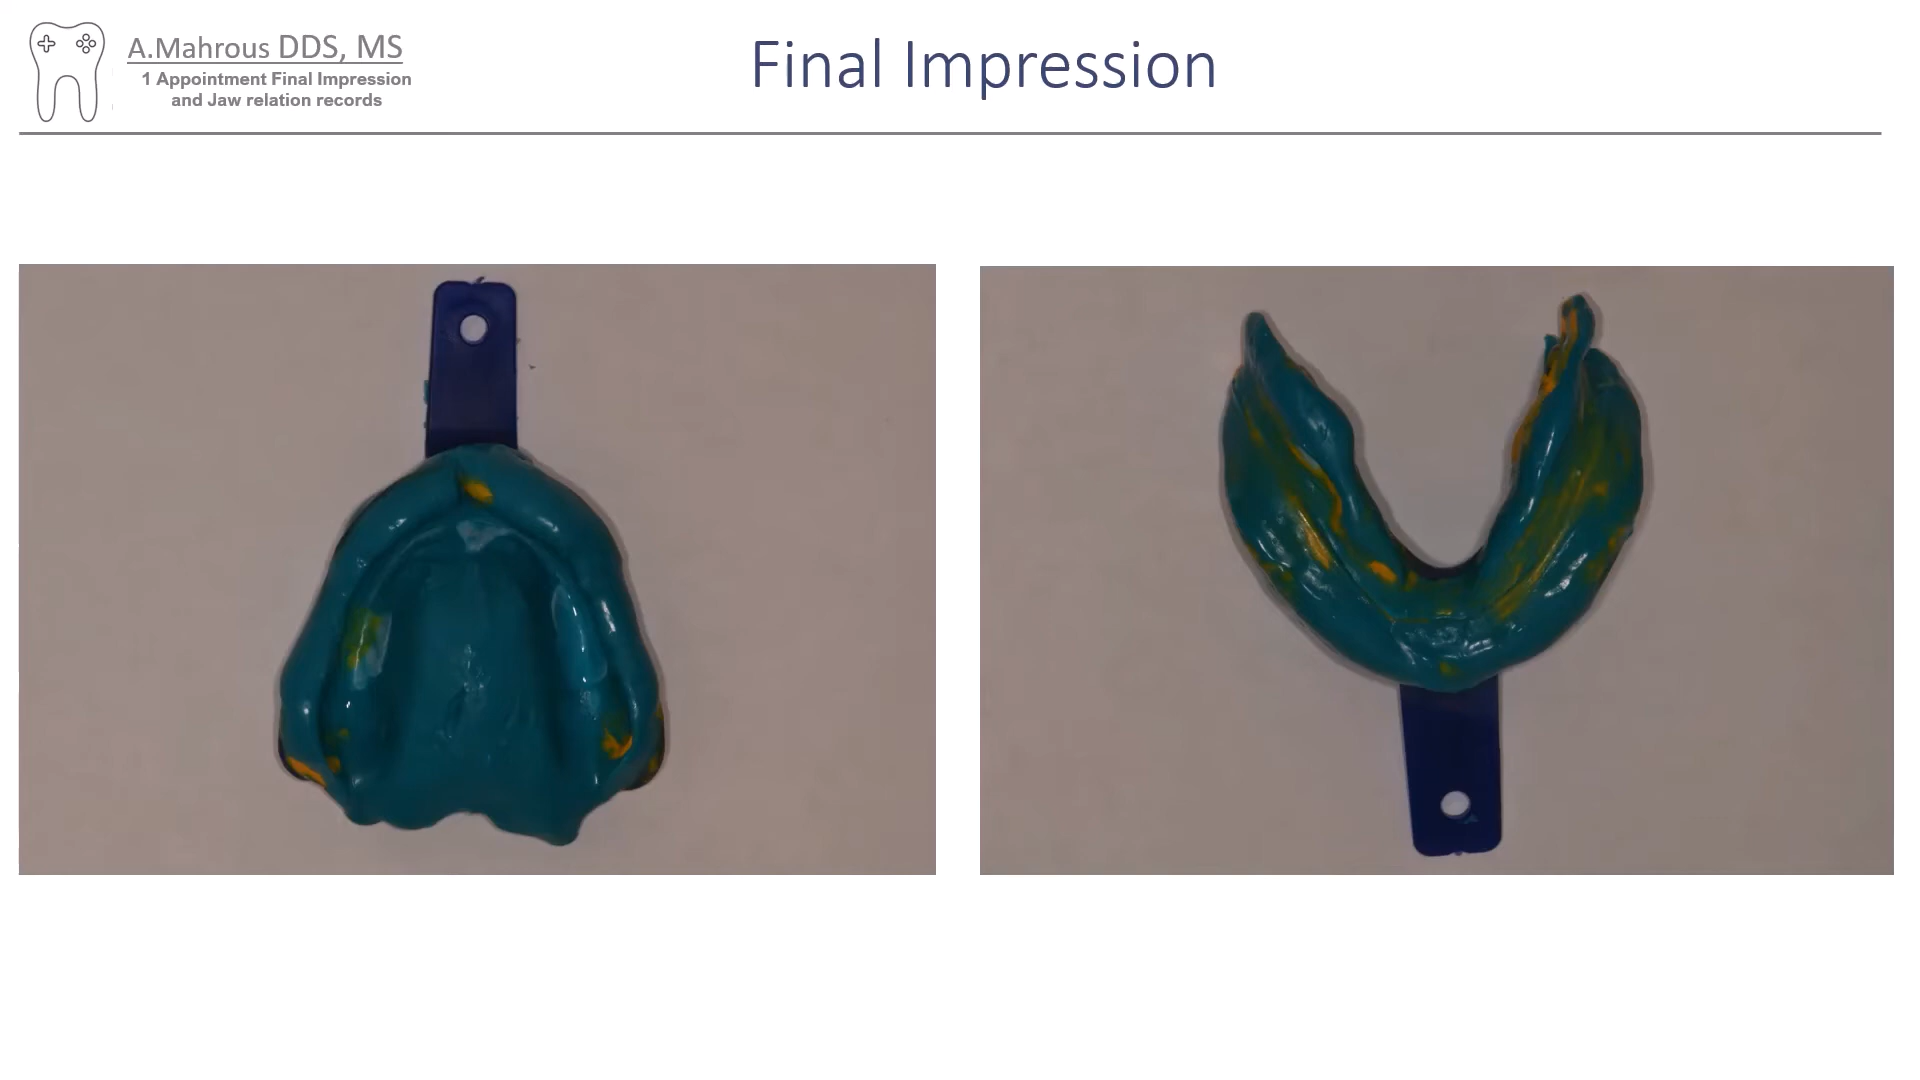 A.Mahrous DDS, MS
1 Appointment Final Impression
and Jaw relation records
Final Impression